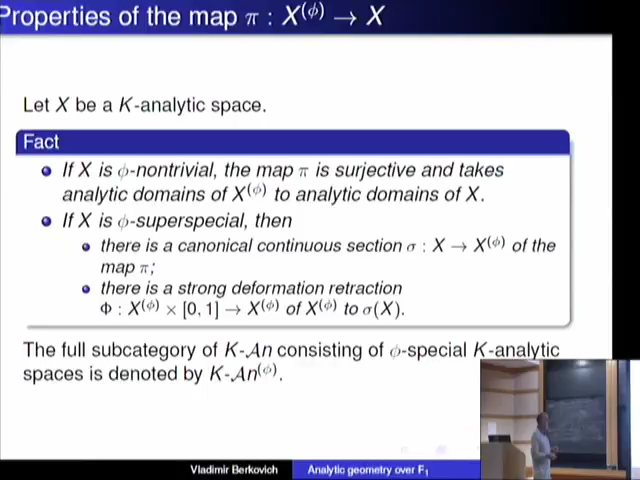 Properties of the map π : X^(ϕ) → X
Let X be a K-analytic space.
Fact
If X is ϕ-nontrivial, the map π is surjective and takes
analytic domains of X^(ϕ) to analytic domains of X.
If X is ϕ-superspecial, then
there is a canonical continuous section σ : X → X^(ϕ) of the
map π;
there is a strong deformation retraction
Φ : X^(ϕ) × [0, 1] → X^(ϕ) of X^(ϕ) to σ(X).
The full subcategory of K-𝒜n consisting of ϕ-special K-analytic
spaces is denoted by K-𝒜n^(ϕ).
Vladimir Berkovich
Analytic geometry over F₁